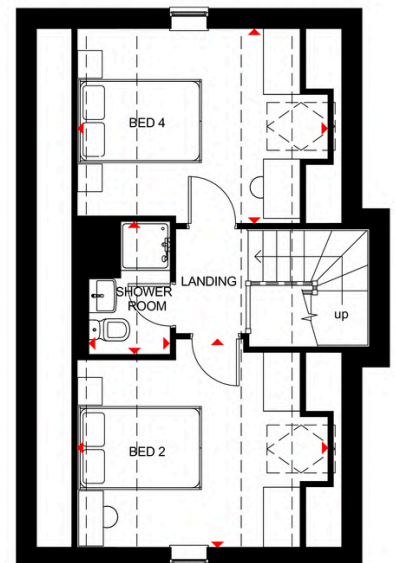 BED 4
SHOWER
ROOM
LANDING
up
BED 2